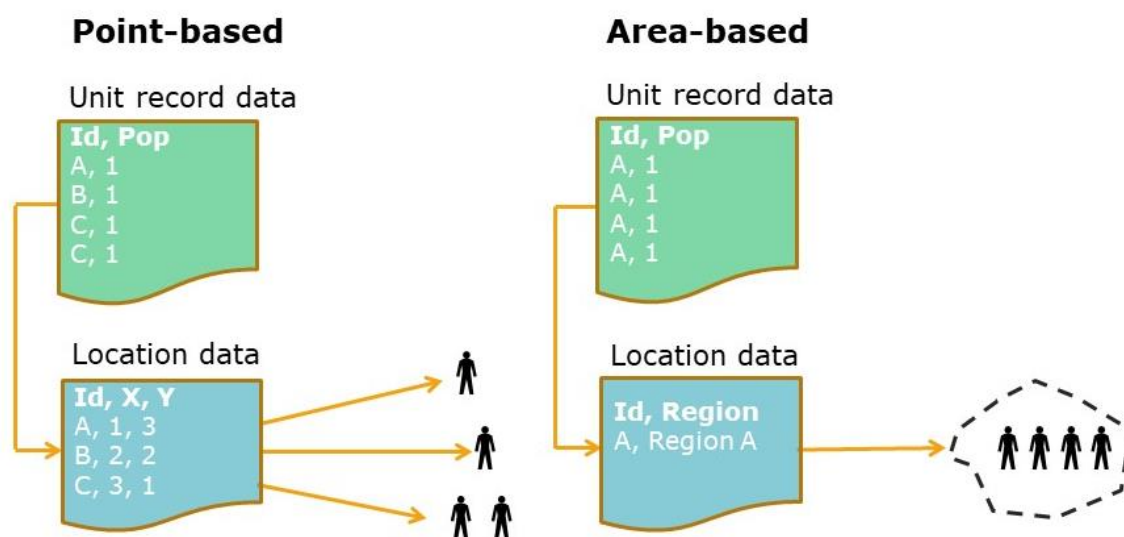 Point-based
Unit record data
Id, Pop
A, 1
B, 1
C, 1
C, 1
Location data
Id, X, Y
A, 1, 3
B, 2, 2
C, 3, 1
Area-based
Unit record data
Id, Pop
A, 1
A, 1
A, 1
A, 1
Location data
Id, Region
A, Region A